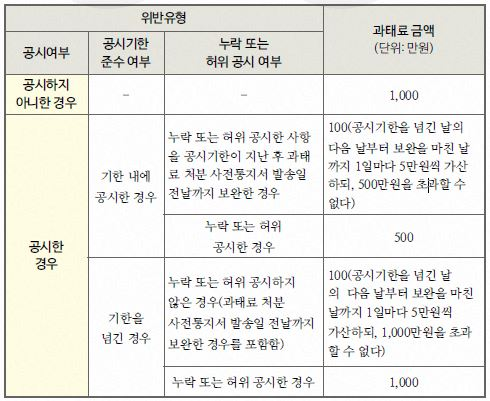 위반유형
과태료 금액
(단위: 만원)
공시여부
공시기한
준수 여부
누락 또는
허위 공시 여부
공시하지
아니한 경우
–
–
1,000
공시한
경우
기한 내에
공시한 경우
누락 또는 허위 공시한 사항
을 공시기한이 지난 후 과태
료 처분 사전통지서 발송일
전날까지 보완한 경우
100(공시기한을 넘긴 날의
다음 날부터 보완을 마친 날
까지 1일마다 5만원씩 가산
하되, 500만원을 초과할 수
없다)
누락 또는 허위
공시한 경우
500
기한을
넘긴 경우
누락 또는 허위 공시하지
않은 경우(과태료 처분
사전통지서 발송일 전날까지
보완한 경우를 포함함)
100(공시기한을 넘긴 날
의 다음 날부터 보완을 마친
날까지 1일마다 5만원씩
가산하되, 1,000만원을 초과
할 수 없다)
누락 또는 허위 공시한 경우
1,000